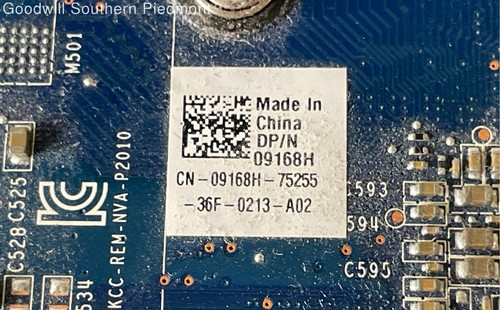 Goodwill Southern Piedmont
M501
Made In
China
DP/N
09168H
CN-09168H-75255
-36F-0213-A02
C525
C528
KCC-REM-NVA-P2010
C593
594
C595
534